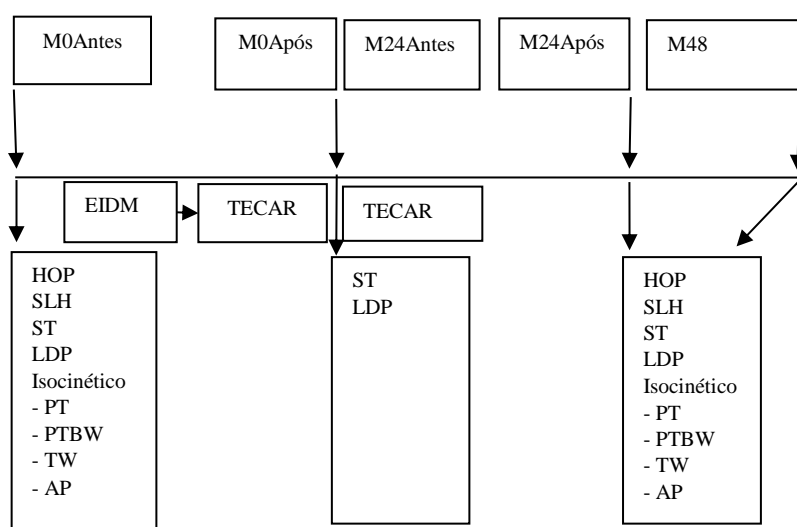 M0Antes
M0Após
M24Antes
M24Após
M48
EIDM
TECAR
TECAR
HOP
SLH
ST
LDP
Isocinético
- PT
- PTBW
- TW
- AP
ST
LDP
HOP
SLH
ST
LDP
Isocinético
- PT
- PTBW
- TW
- AP